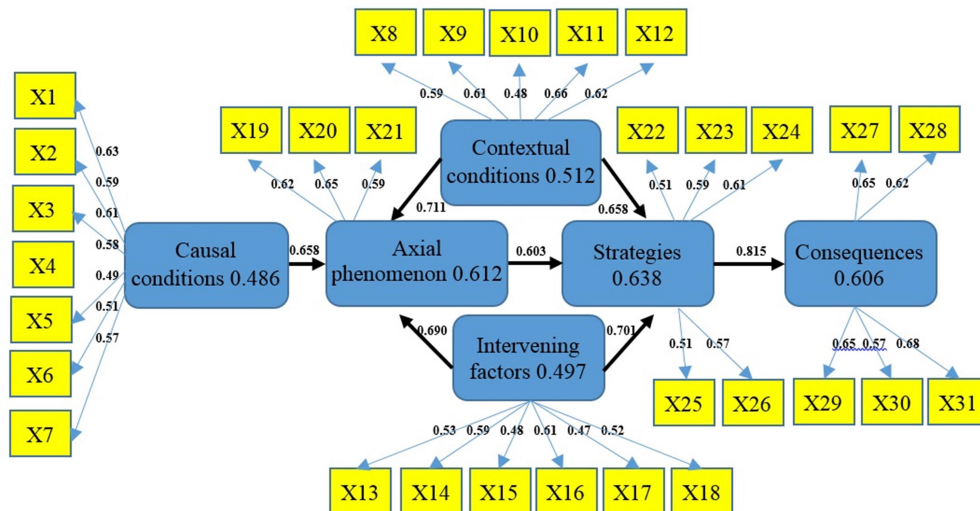 X8 X9 X10 X11 X12
0.59 0.61 0.48 0.66 0.62
X1
X2
X3
X4
X5
X6
X7
0.63
0.59
0.61
0.58
0.49
0.51
0.57
X19 X20 X21
0.62 0.65 0.59
Contextual
conditions 0.512
X22 X23 X24
0.51 0.59 0.61
X27 X28
0.65 0.62
0.711
0.658
Causal
conditions 0.486
0.658
Axial
phenomenon 0.612
0.603
Strategies
0.638
0.815
Consequences
0.606
0.690
0.701
Intervening
factors 0.497
0.51 0.57
X25 X26
0.65 0.57 0.68
X29 X30 X31
0.53 0.59 0.48 0.61 0.47 0.52
X13 X14 X15 X16 X17 X18